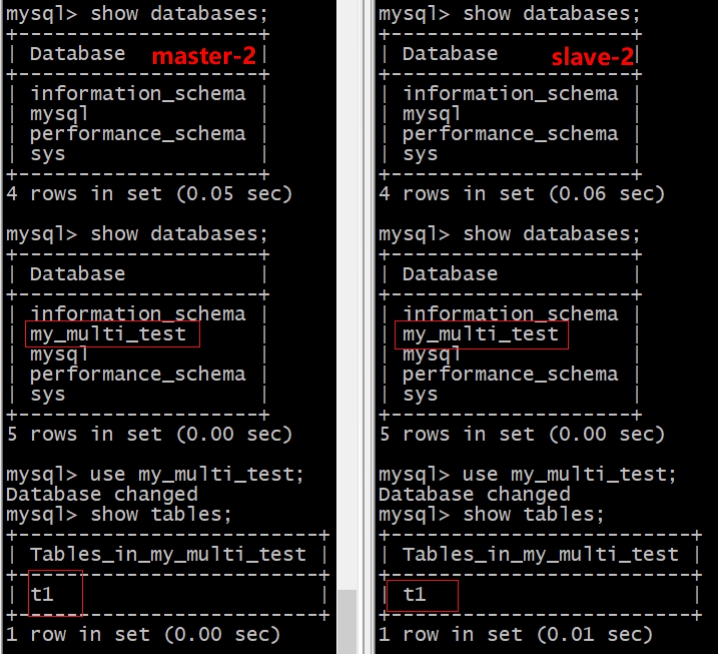 mysql> show databases;
+--------------------+
| Database master-2 |
+--------------------+
| information_schema |
| mysql |
| performance_schema |
| sys |
+--------------------+
4 rows in set (0.05 sec)
mysql> show databases;
+--------------------+
| Database |
+--------------------+
| information_schema |
| my_multi_test |
| mysql |
| performance_schema |
| sys |
+--------------------+
5 rows in set (0.00 sec)
mysql> use my_multi_test;
Database changed
mysql> show tables;
+-------------------------+
| Tables_in_my_multi_test |
+-------------------------+
| t1 |
+-------------------------+
1 row in set (0.00 sec)
mysql> show databases;
+--------------------+
| Database slave-2 |
+--------------------+
| information_schema |
| mysql |
| performance_schema |
| sys |
+--------------------+
4 rows in set (0.06 sec)
mysql> show databases;
+--------------------+
| Database |
+--------------------+
| information_schema |
| my_multi_test |
| mysql |
| performance_schema |
| sys |
+--------------------+
5 rows in set (0.00 sec)
mysql> use my_multi_test;
Database changed
mysql> show tables;
+-------------------------+
| Tables_in_my_multi_test |
+-------------------------+
| t1 |
+-------------------------+
1 row in set (0.01 sec)